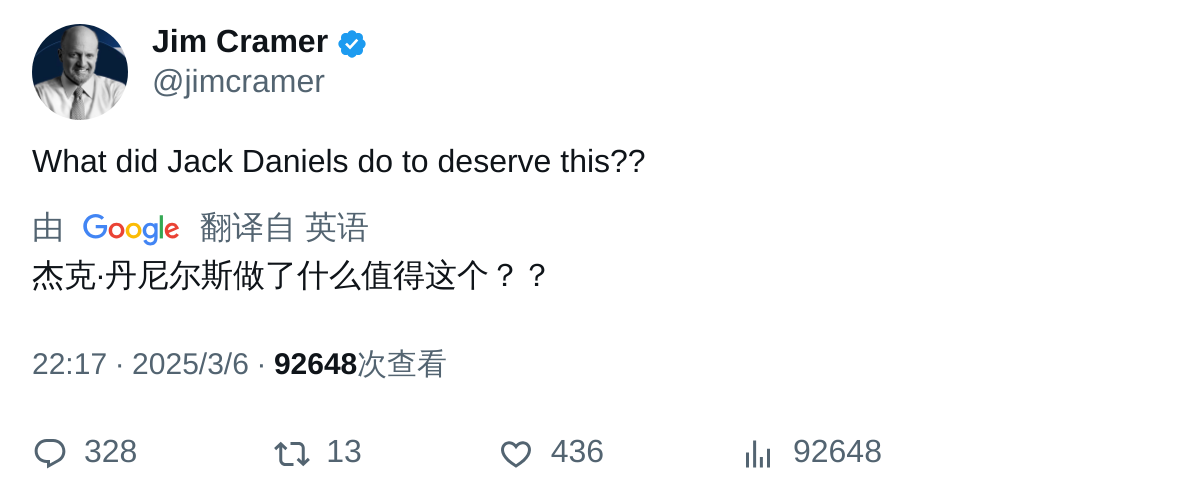 Jim Cramer
@jimcramer
What did Jack Daniels do to deserve this??
由 Google 翻译自 英语
杰克·丹尼尔斯做了什么值得这个？？
22:17 · 2025/3/6 · 92648次查看
328 13 436 92648